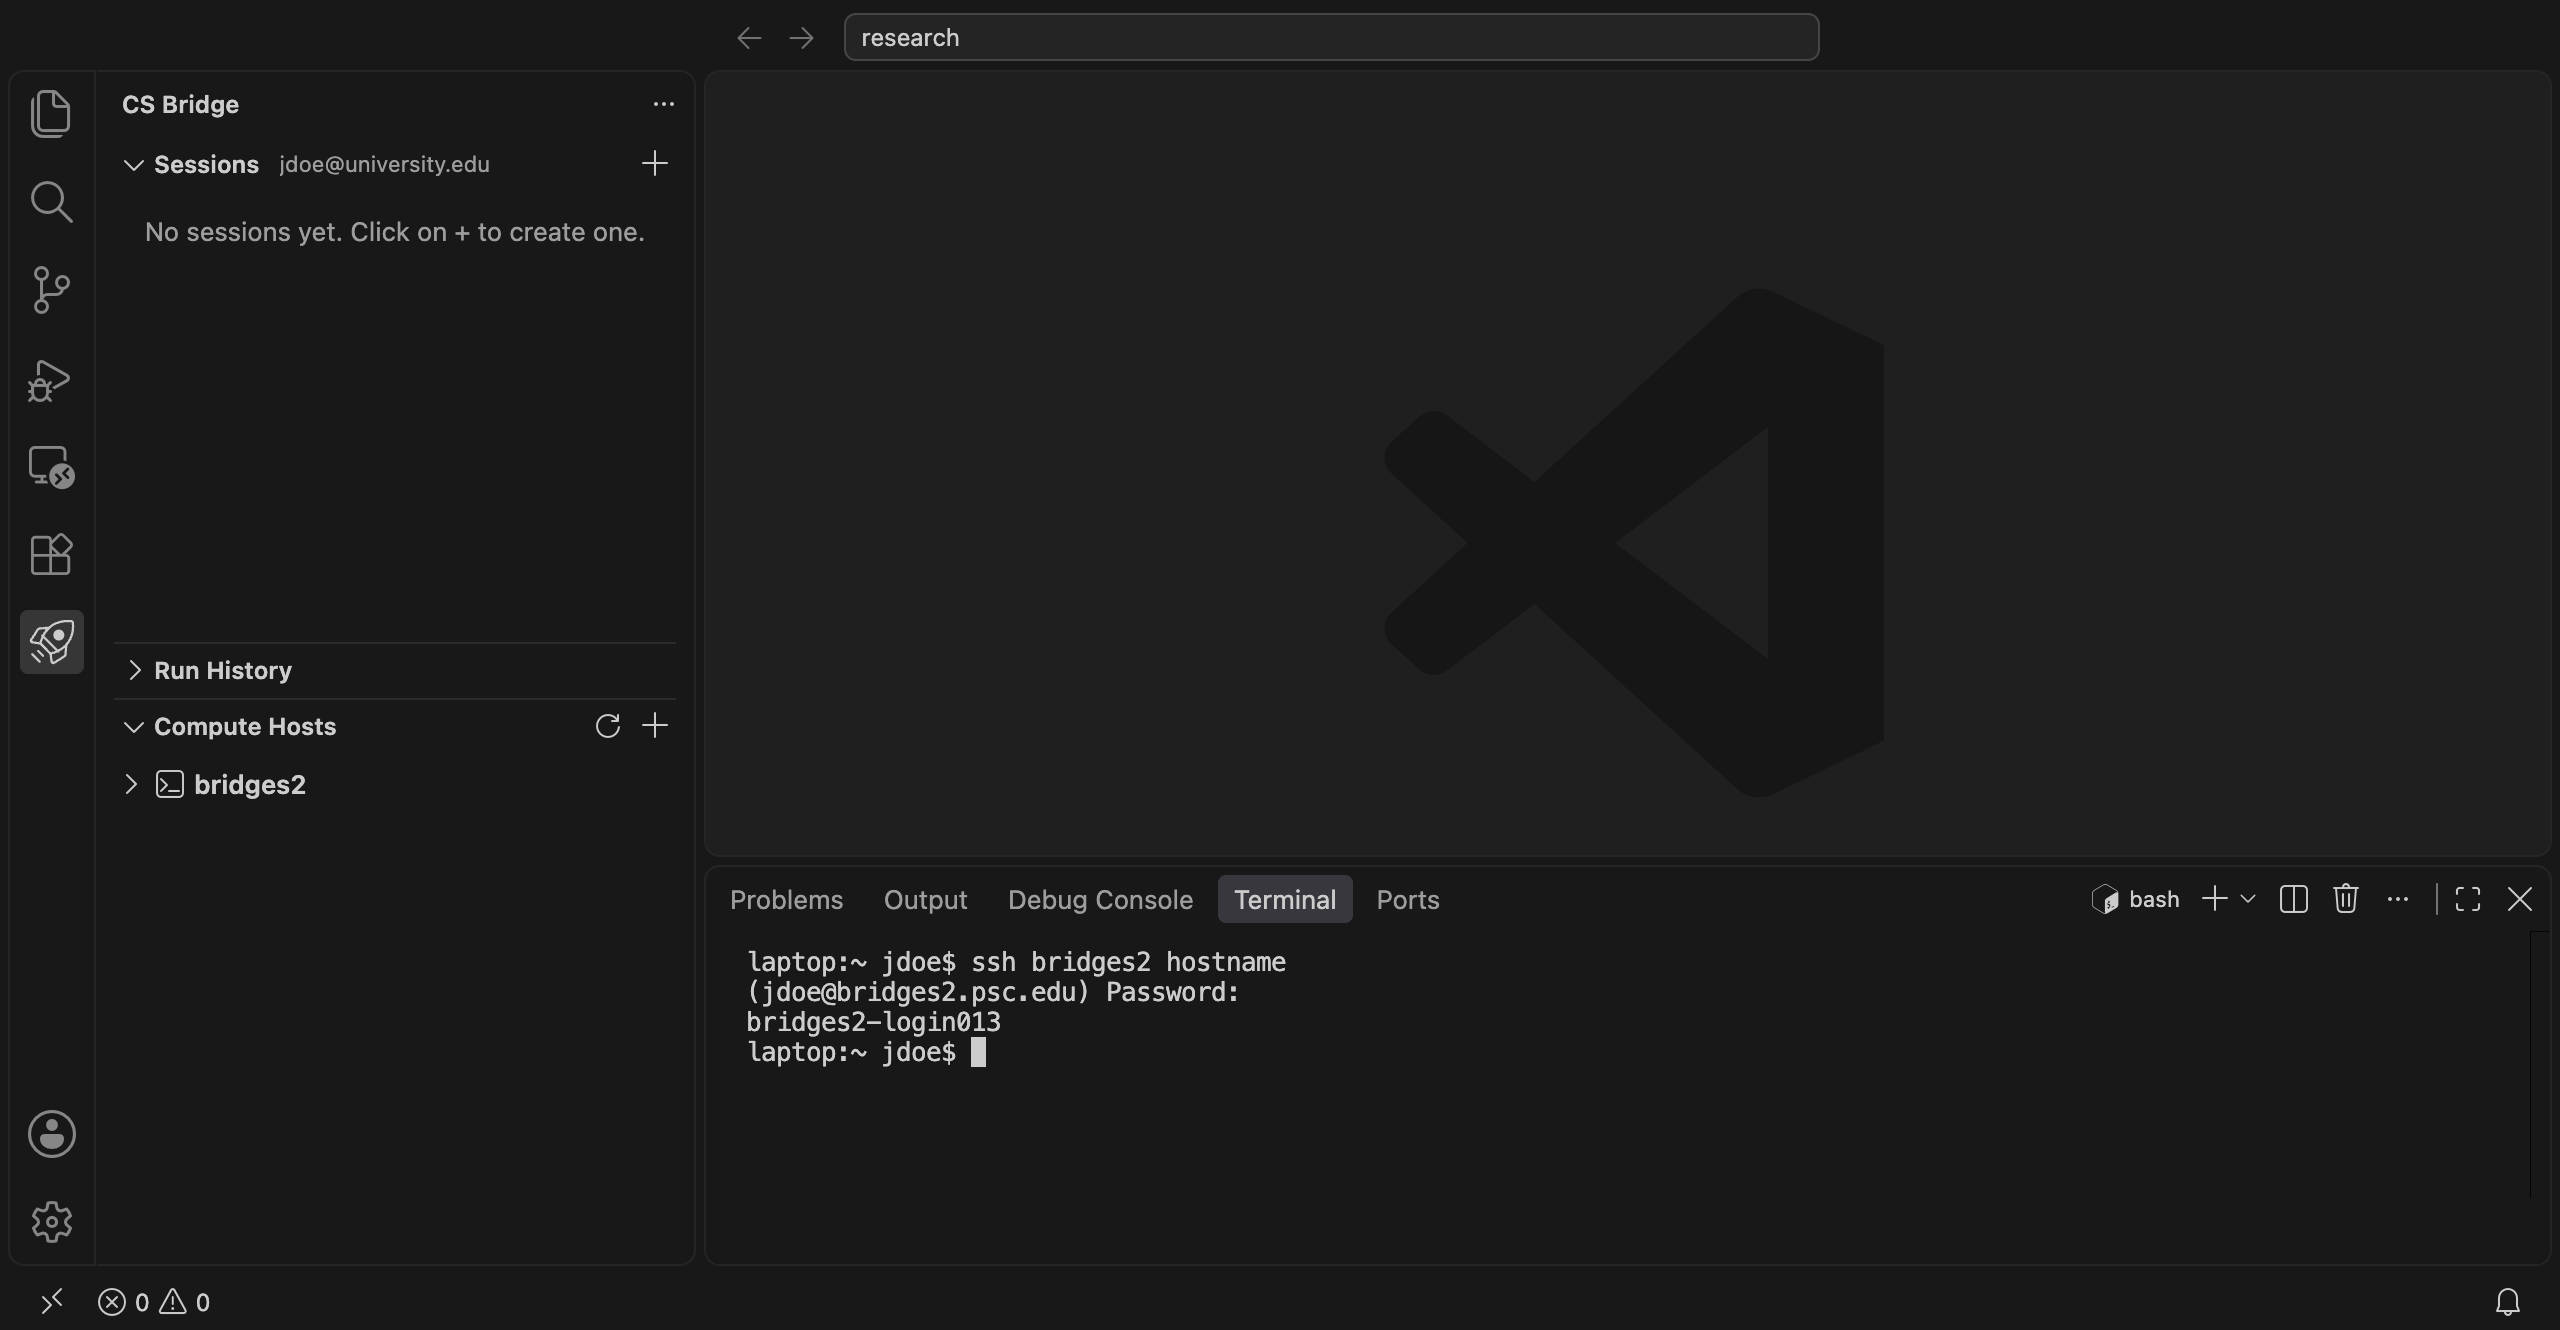 research
CS Bridge
Sessions jdoe@university.edu
No sessions yet. Click on + to create one.
Run History
Compute Hosts
bridges2
Problems Output Debug Console Terminal Ports bash
laptop:~ jdoe$ ssh bridges2 hostname
(jdoe@bridges2.psc.edu) Password:
bridges2-login013
laptop:~ jdoe$
0 0